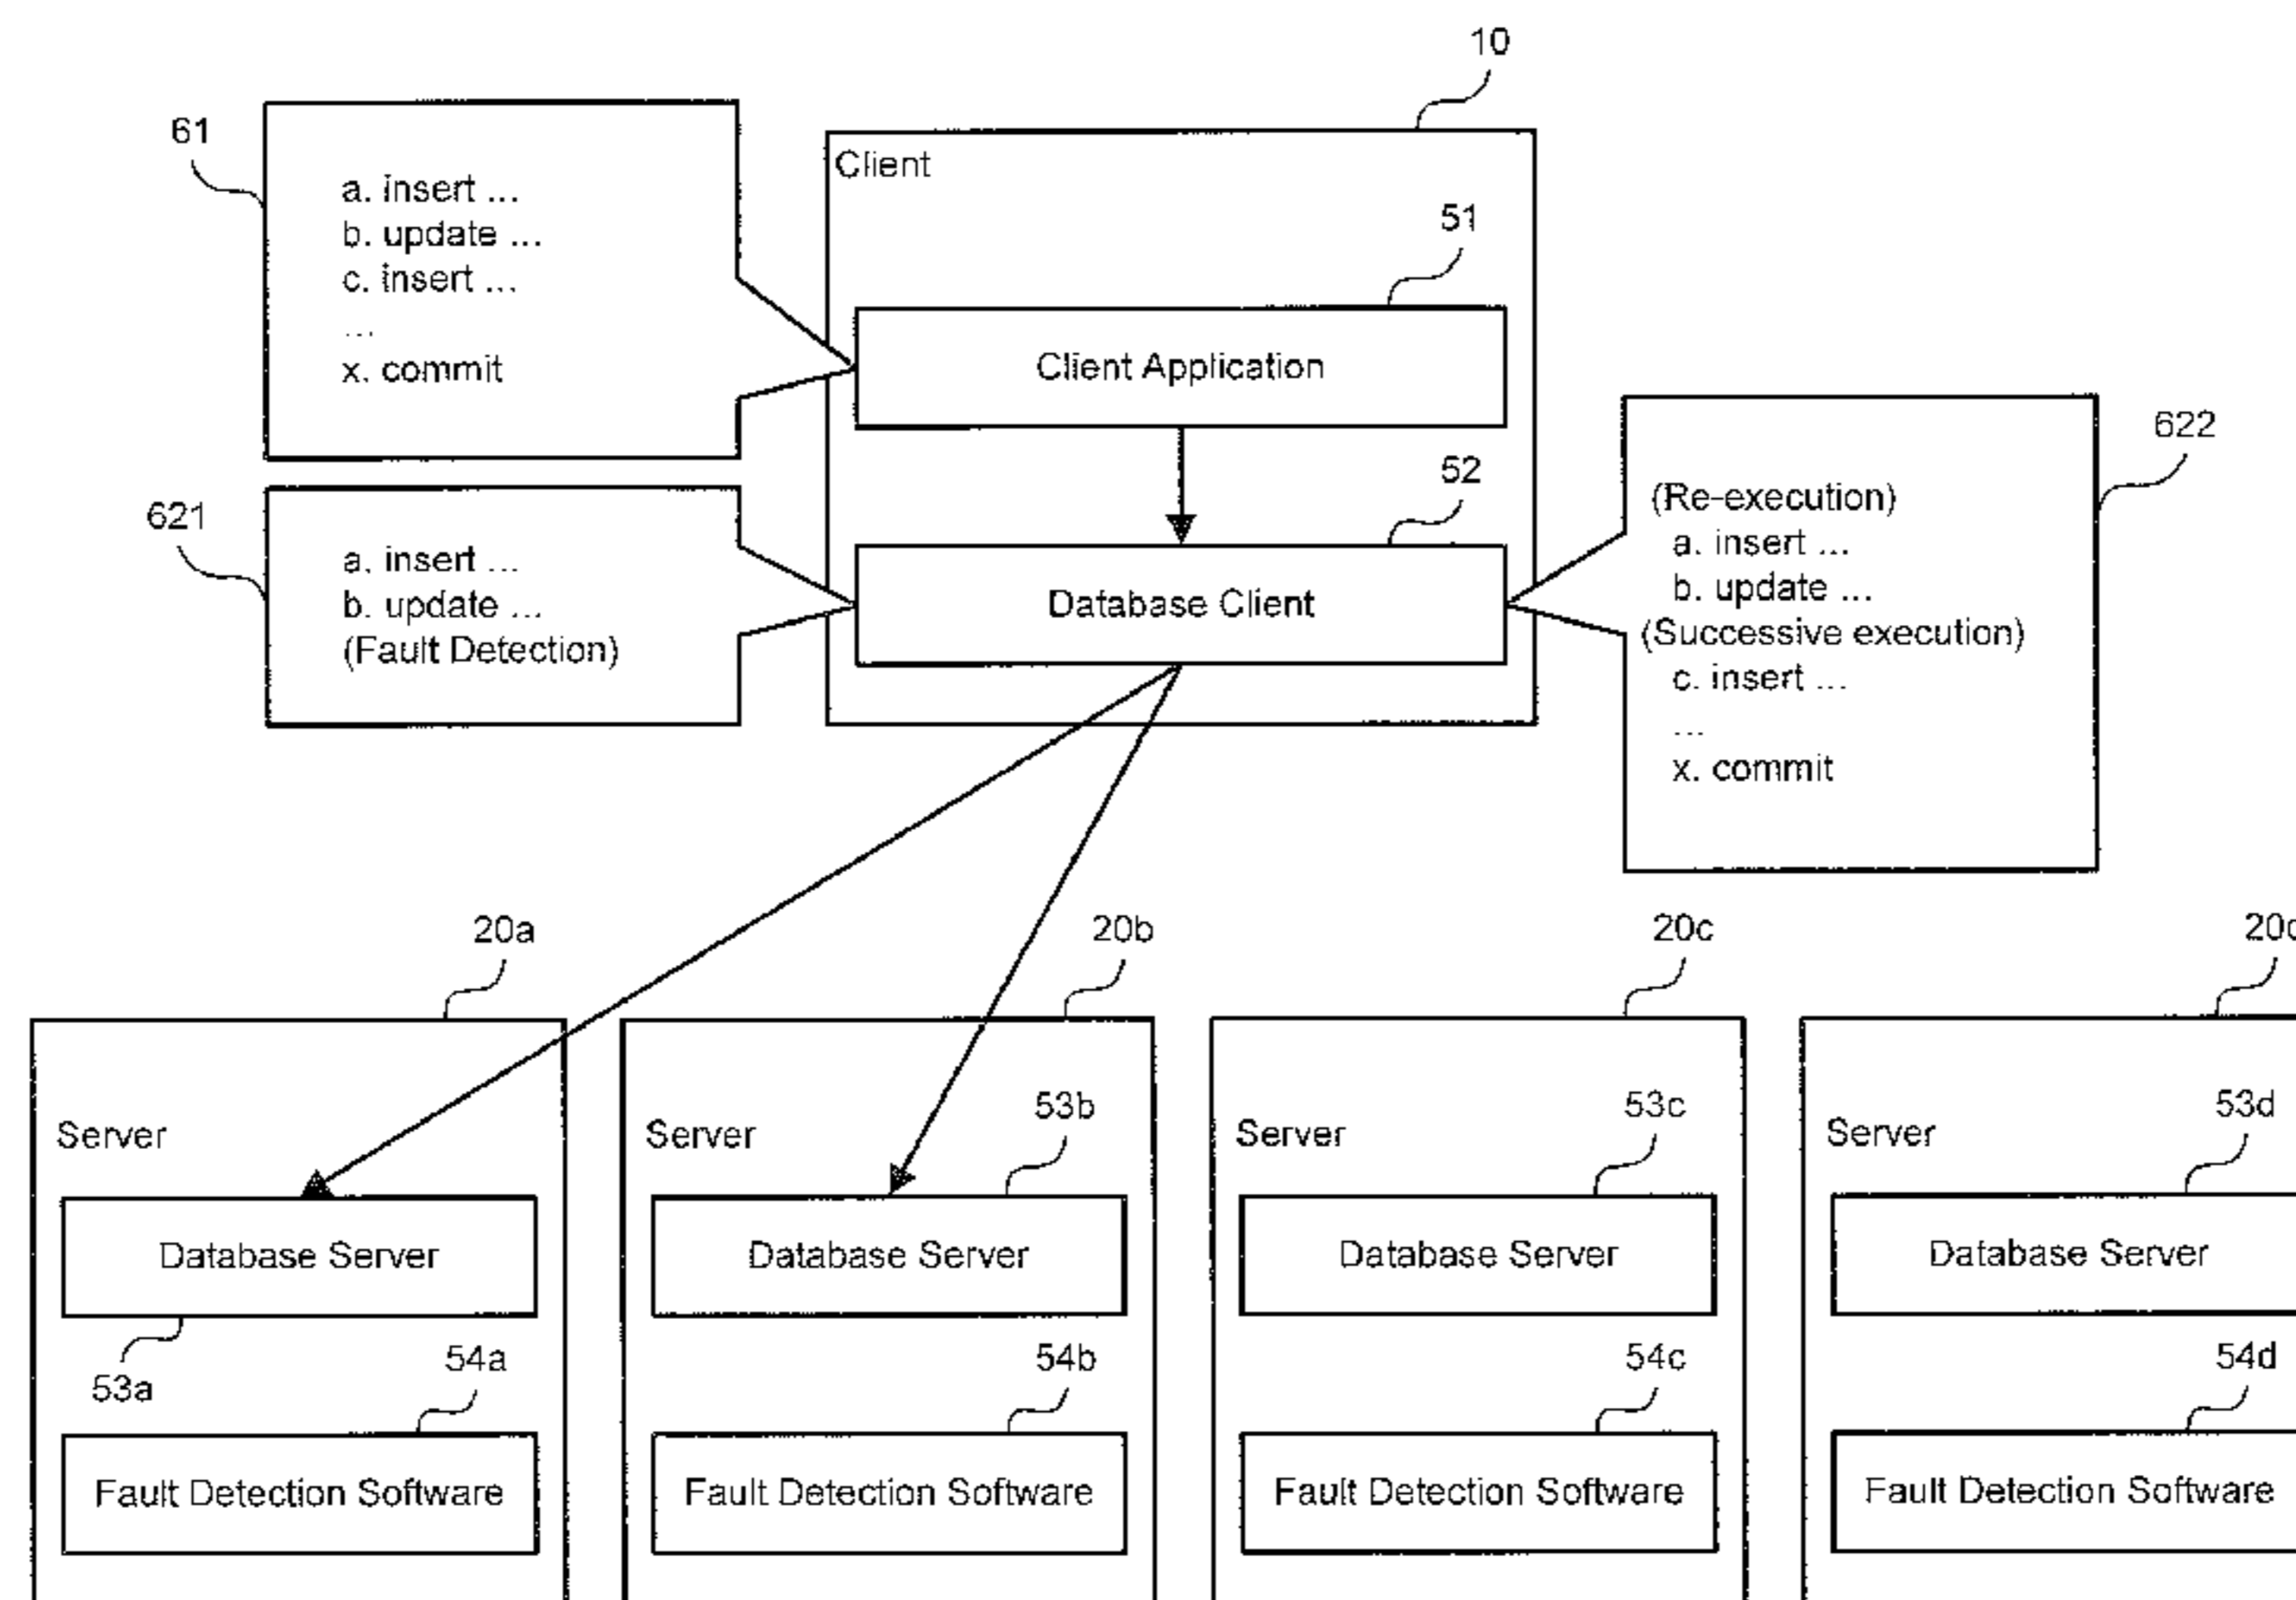 10
61
Client
a. insert ...
b. update ...
c. insert ...
...
x. commit
51
Client Application
622
52
(Re-execution)
a. insert ...
b. update ...
(Successive execution)
c. insert ...
...
x. commit
621
a. insert ...
b. update ...
(Fault Detection)
Database Client
20a
20b
20c
Server
Server
Server
Server
53b
53c
53d
Database Server
Database Server
Database Server
Database Server
53a
54a
54b
54c
54d
Fault Detection Software
Fault Detection Software
Fault Detection Software
Fault Detection Software